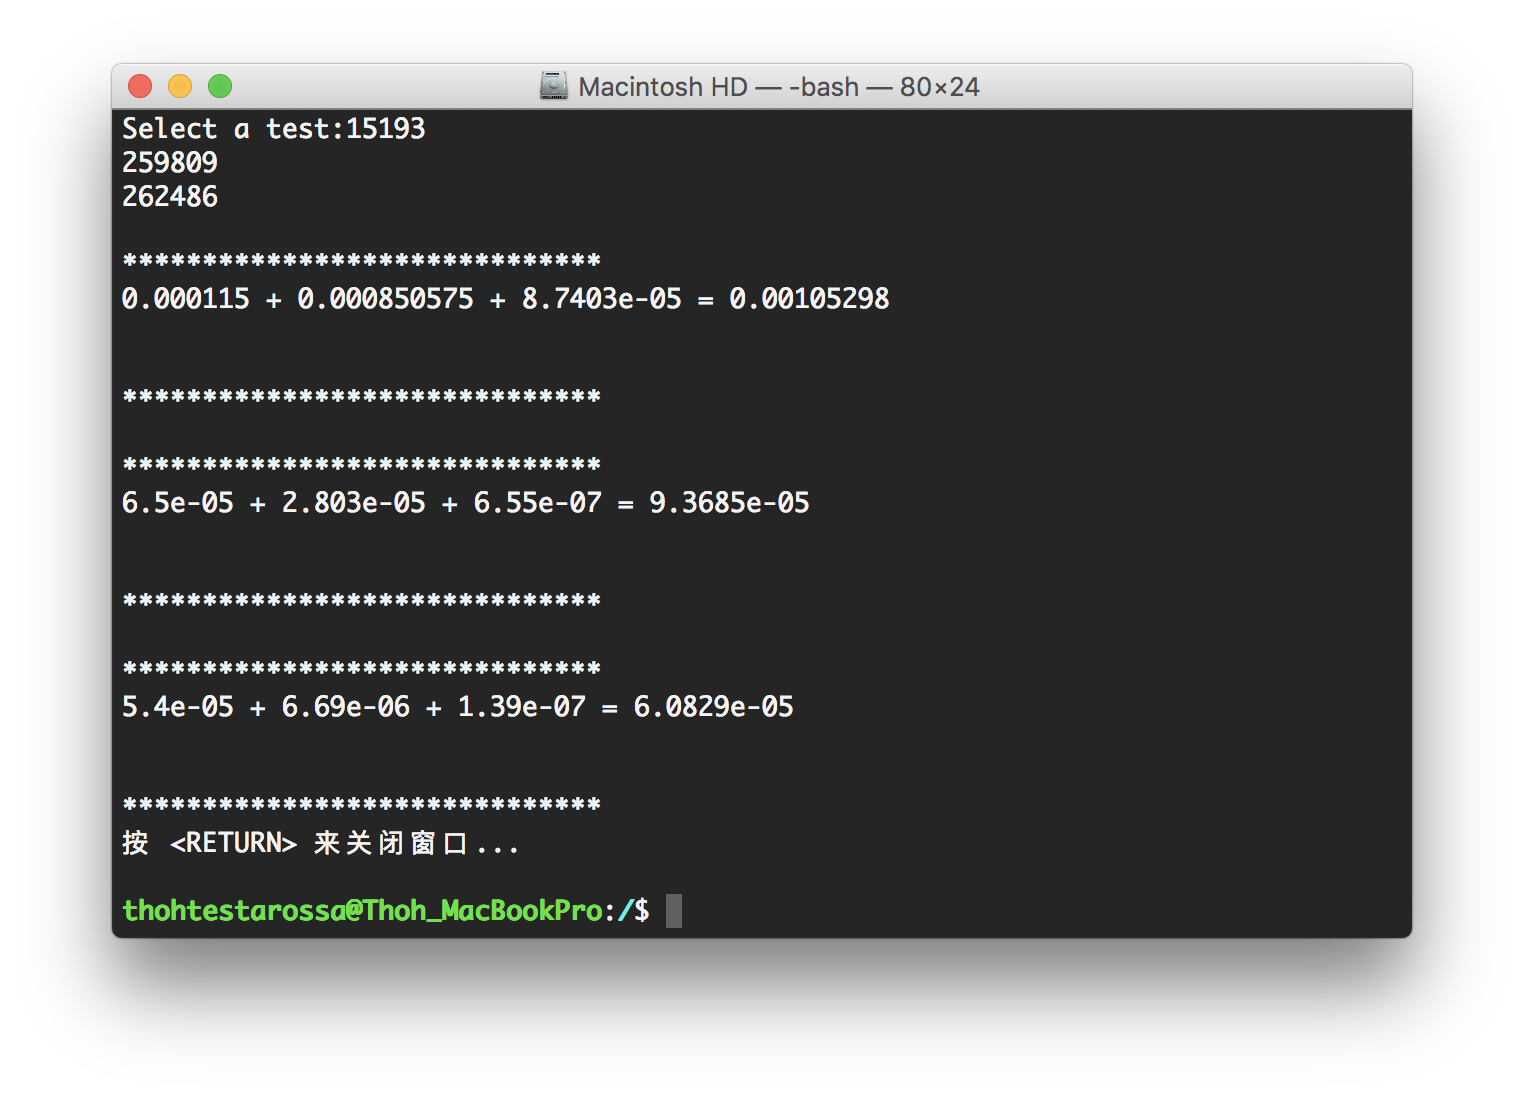 Macintosh HD — -bash — 80×24
Select a test:15193
259809
262486
******************************
0.000115 + 0.000850575 + 8.7403e-05 = 0.00105298
******************************
******************************
6.5e-05 + 2.803e-05 + 6.55e-07 = 9.3685e-05
******************************
******************************
5.4e-05 + 6.69e-06 + 1.39e-07 = 6.0829e-05
******************************
按 <RETURN> 来关闭窗口...
thohtestarossa@Thoh_MacBookPro:/$